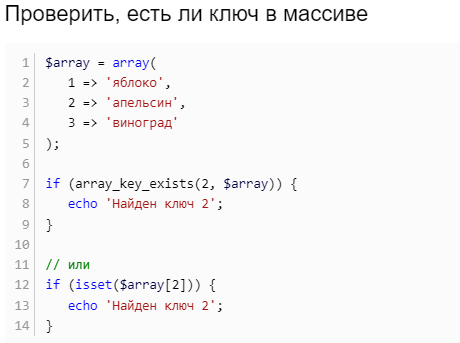 Проверить, есть ли ключ в массиве
1 $array = array(
2    1 => 'яблоко',
3    2 => 'апельсин',
4    3 => 'виноград'
5 );
6
7 if (array_key_exists(2, $array)) {
8    echo 'Найден ключ 2';
9 }
10
11 // или
12 if (isset($array[2])) {
13    echo 'Найден ключ 2';
14 }